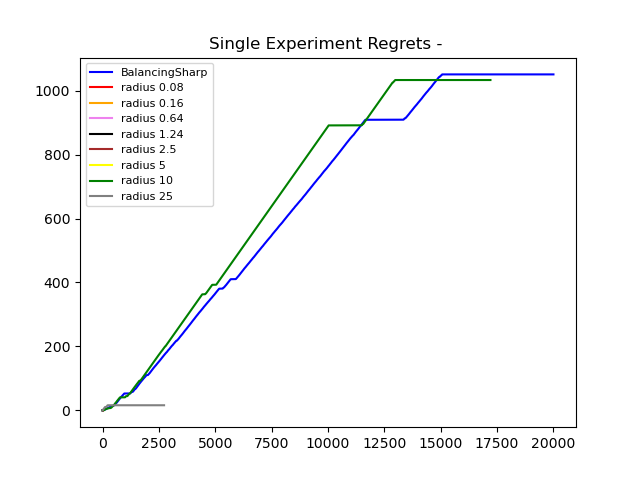 Single Experiment Regrets -
BalancingSharp
radius 0.08
radius 0.16
radius 0.64
radius 1.24
radius 2.5
radius 5
radius 10
radius 25
1000
800
600
400
200
0
0 2500 5000 7500 10000 12500 15000 17500 20000